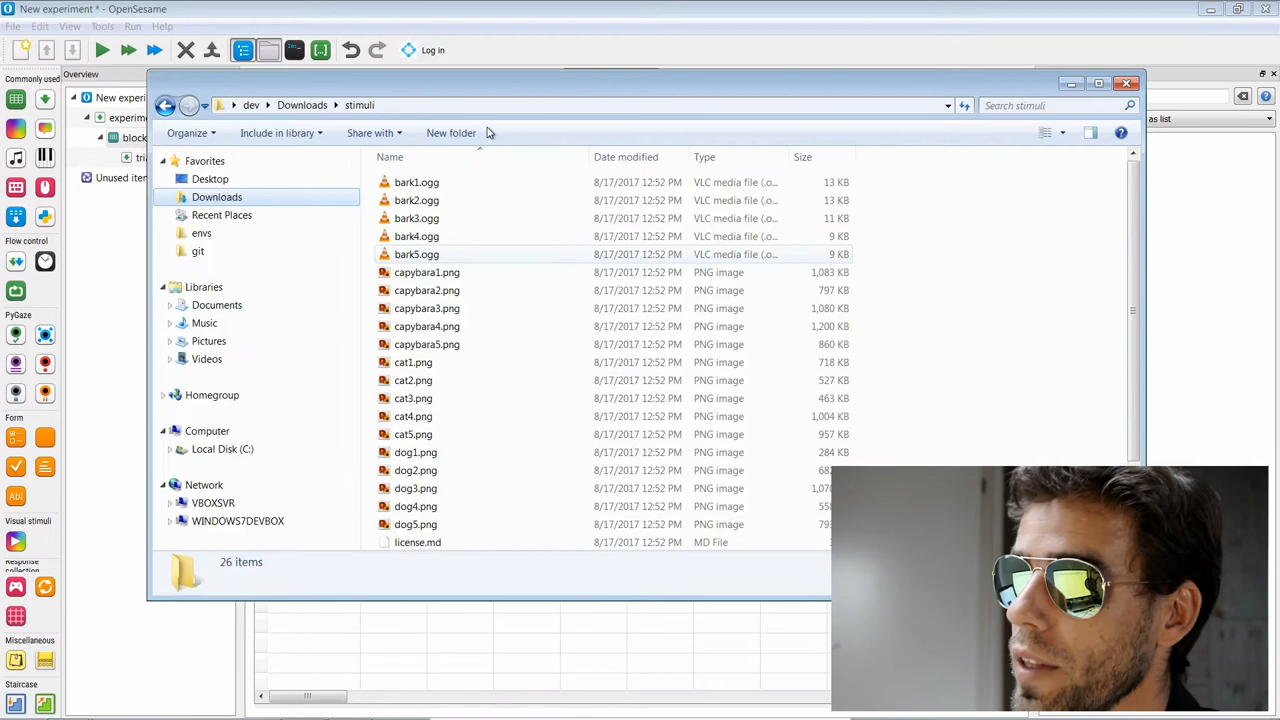 New experiment * - OpenSesame
File Edit View Tools Run Help
Log in
Commonly used
Overview
New experi
experime
block
tria
Unused item
as list
Flow control
PyGaze
Form
Visual stimuli
Response
collection
Miscellaneous
Staircase
dev Downloads stimuli
Search stimuli
Organize Include in library Share with New folder
Name Date modified Type Size
Favorites
Desktop
Downloads
Recent Places
envs
git
Libraries
Documents
Music
Pictures
Videos
Homegroup
Computer
Local Disk (C:)
Network
VBOXSVR
WINDOWS7DEVBOX
bark1.ogg 8/17/2017 12:52 PM VLC media file (.o... 13 KB
bark2.ogg 8/17/2017 12:52 PM VLC media file (.o... 13 KB
bark3.ogg 8/17/2017 12:52 PM VLC media file (.o... 11 KB
bark4.ogg 8/17/2017 12:52 PM VLC media file (.o... 9 KB
bark5.ogg 8/17/2017 12:52 PM VLC media file (.o... 9 KB
capybara1.png 8/17/2017 12:52 PM PNG image 1,083 KB
capybara2.png 8/17/2017 12:52 PM PNG image 797 KB
capybara3.png 8/17/2017 12:52 PM PNG image 1,080 KB
capybara4.png 8/17/2017 12:52 PM PNG image 1,200 KB
capybara5.png 8/17/2017 12:52 PM PNG image 860 KB
cat1.png 8/17/2017 12:52 PM PNG image 718 KB
cat2.png 8/17/2017 12:52 PM PNG image 527 KB
cat3.png 8/17/2017 12:52 PM PNG image 463 KB
cat4.png 8/17/2017 12:52 PM PNG image 1,004 KB
cat5.png 8/17/2017 12:52 PM PNG image 957 KB
dog1.png 8/17/2017 12:52 PM PNG image 284 KB
dog2.png 8/17/2017 12:52 PM PNG image
dog3.png 8/17/2017 12:52 PM PNG image
dog4.png 8/17/2017 12:52 PM PNG image
dog5.png 8/17/2017 12:52 PM PNG image
license.md 8/17/2017 12:52 PM MD File
26 items